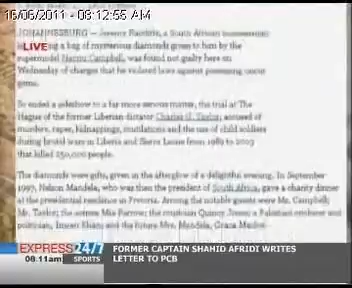 16/06/2011 - 08:12:55 AM
JOHANNESBURG — Jeremy Ractliffe, a South African
LIVE
a bag of mysterious diamonds given to him by the
supermodel Naomi Campbell, was found not guilty here on
Wednesday of charges that he violated laws against possessing uncut
gems.
So ended a sideshow to a far more serious matter, the trial at The
Hague of the former Liberian dictator Charles G. Taylor, accused of
murders, rapes, kidnappings, mutilations and the use of child soldiers
during brutal wars in Liberia and Sierra Leone from 1989 to 2003
that killed 250,000 people.
The diamonds were gifts, given in the afterglow of a delightful evening. In September
1997, Nelson Mandela, who was then the president of South Africa, gave a charity dinner
at the presidential residence in Pretoria. Among the notable guests were Ms. Campbell;
Mr. Taylor; the actress Mia Farrow; the musician Quincy Jones; a Pakistani cricketer and
politician, Imran Khan; and the future Mrs. Mandela, Graca Machel.
EXPRESS 24/7
08:11am SPORTS
FORMER CAPTAIN SHAHID AFRIDI WRITES
LETTER TO PCB